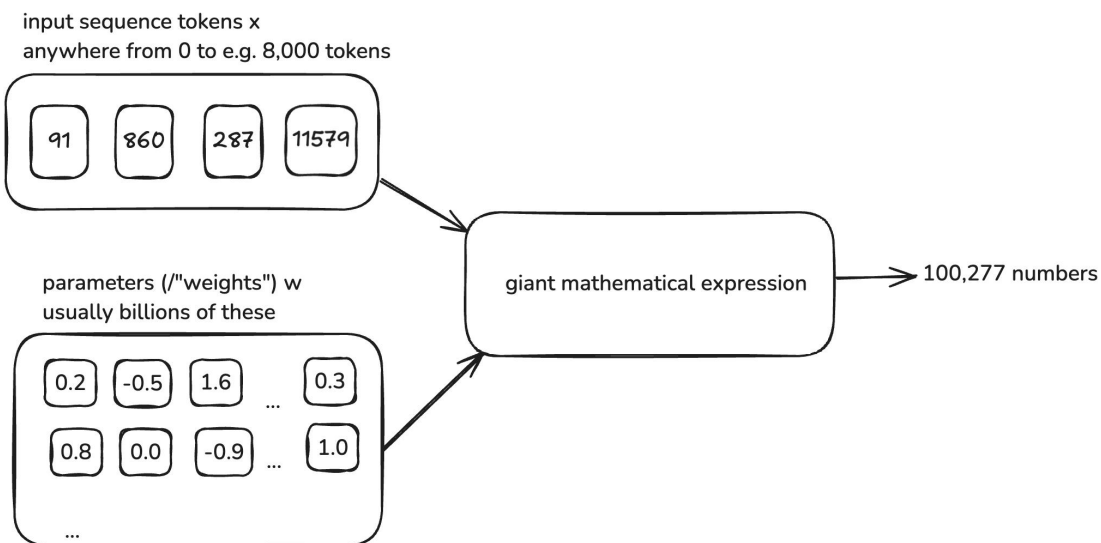 input sequence tokens x
anywhere from 0 to e.g. 8,000 tokens
91 860 287 11579
giant mathematical expression
100,277 numbers
parameters (/"weights") w
usually billions of these
0.2 -0.5 1.6 ... 0.3
0.8 0.0 -0.9 ... 1.0
...